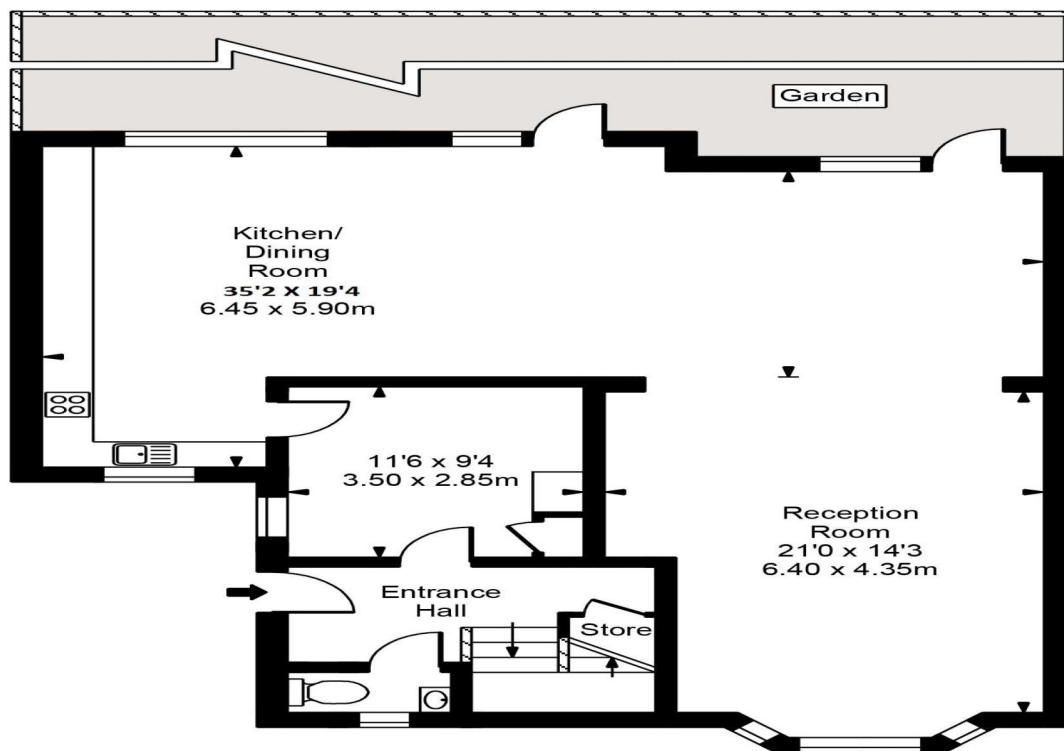 Garden
Kitchen/
Dining
Room
35'2 X 19'4
6.45 x 5.90m
11'6 x 9'4
3.50 x 2.85m
Reception
Room
21'0 x 14'3
6.40 x 4.35m
Entrance
Hall
Store